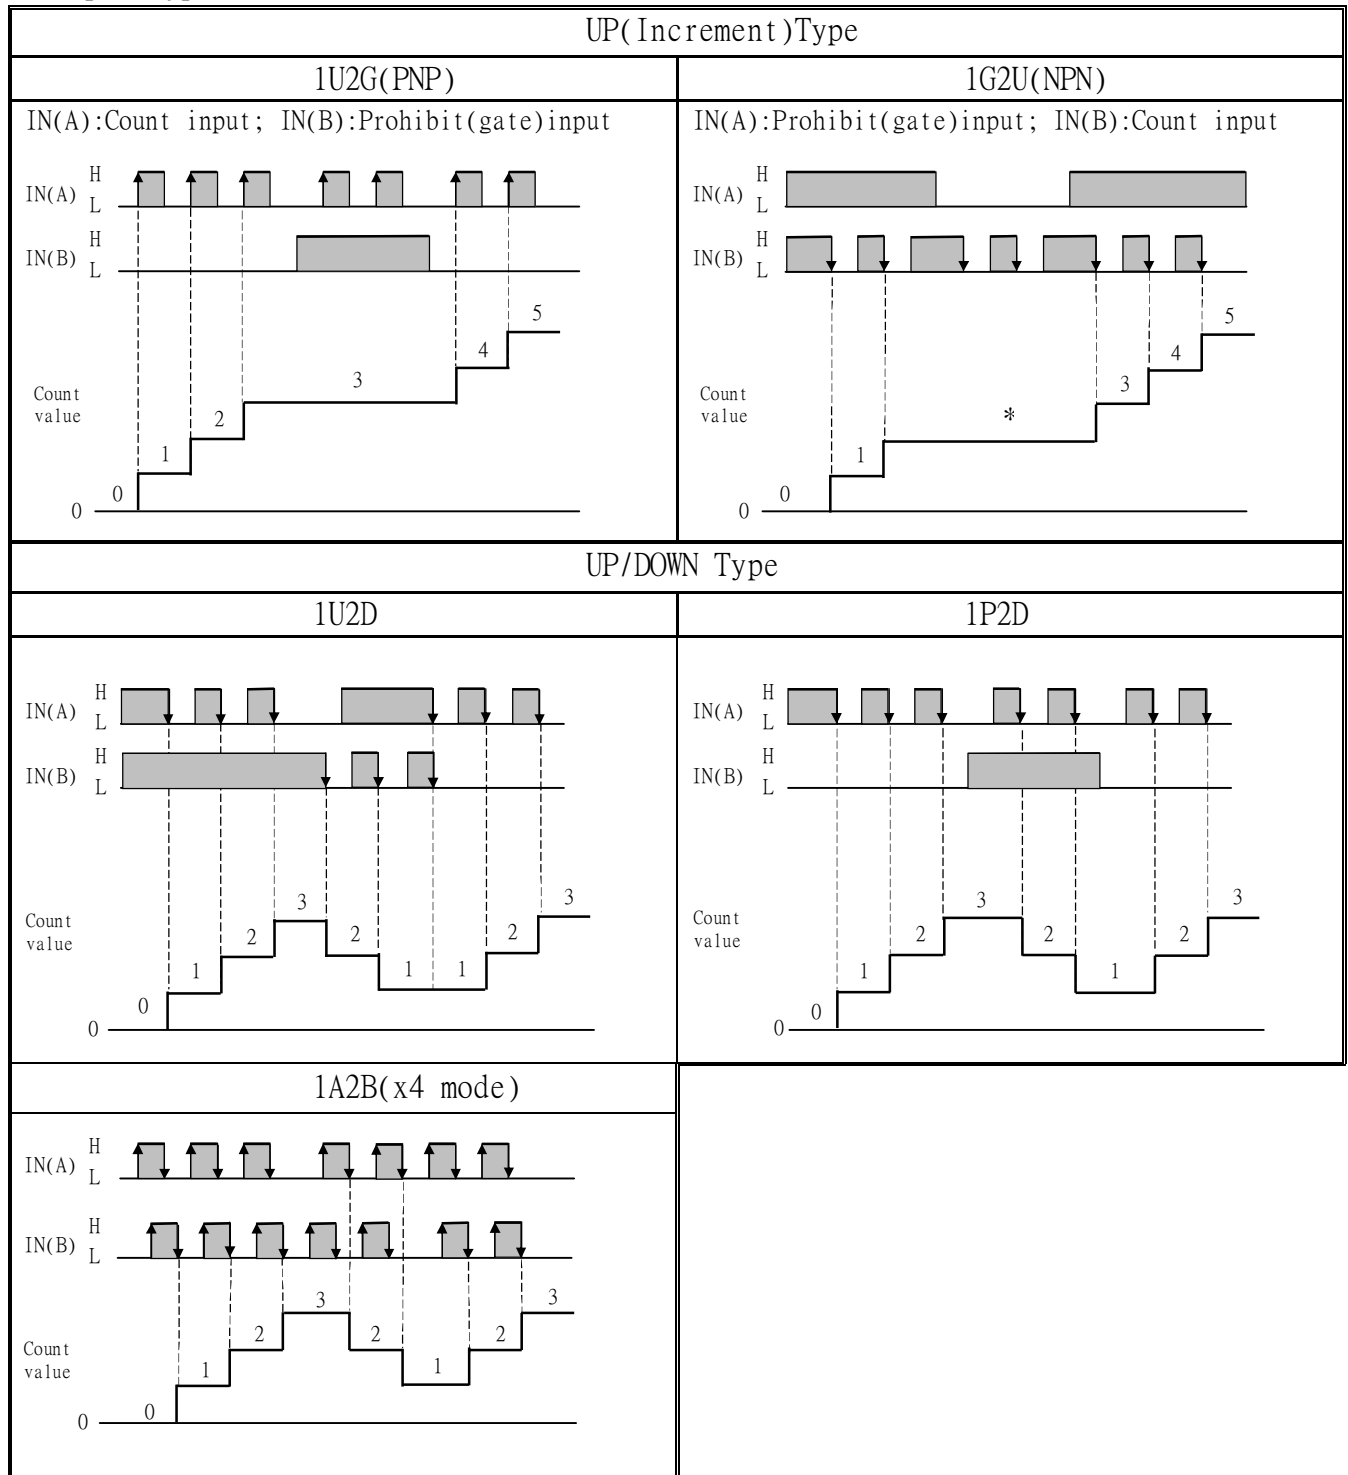 UP(Increment)Type
1U2G(PNP)
1G2U(NPN)
IN(A):Count input; IN(B):Prohibit(gate)input
IN(A):Prohibit(gate)input; IN(B):Count input
H
IN(A)
L
H
IN(B)
L
5
4
3
Count
value
2
1
0
0
H
IN(A)
L
H
IN(B)
L
5
4
3
Count
value
*
1
0
0
UP/DOWN Type
1U2D
1P2D
H
IN(A)
L
H
IN(B)
L
3
3
Count
value
2
2
2
1
1
1
0
0
H
IN(A)
L
H
IN(B)
L
3
3
Count
value
2
2
2
1
1
0
0
1A2B(x4 mode)
H
IN(A)
L
H
IN(B)
L
3
3
2
2
2
Count
value
1
1
0
0